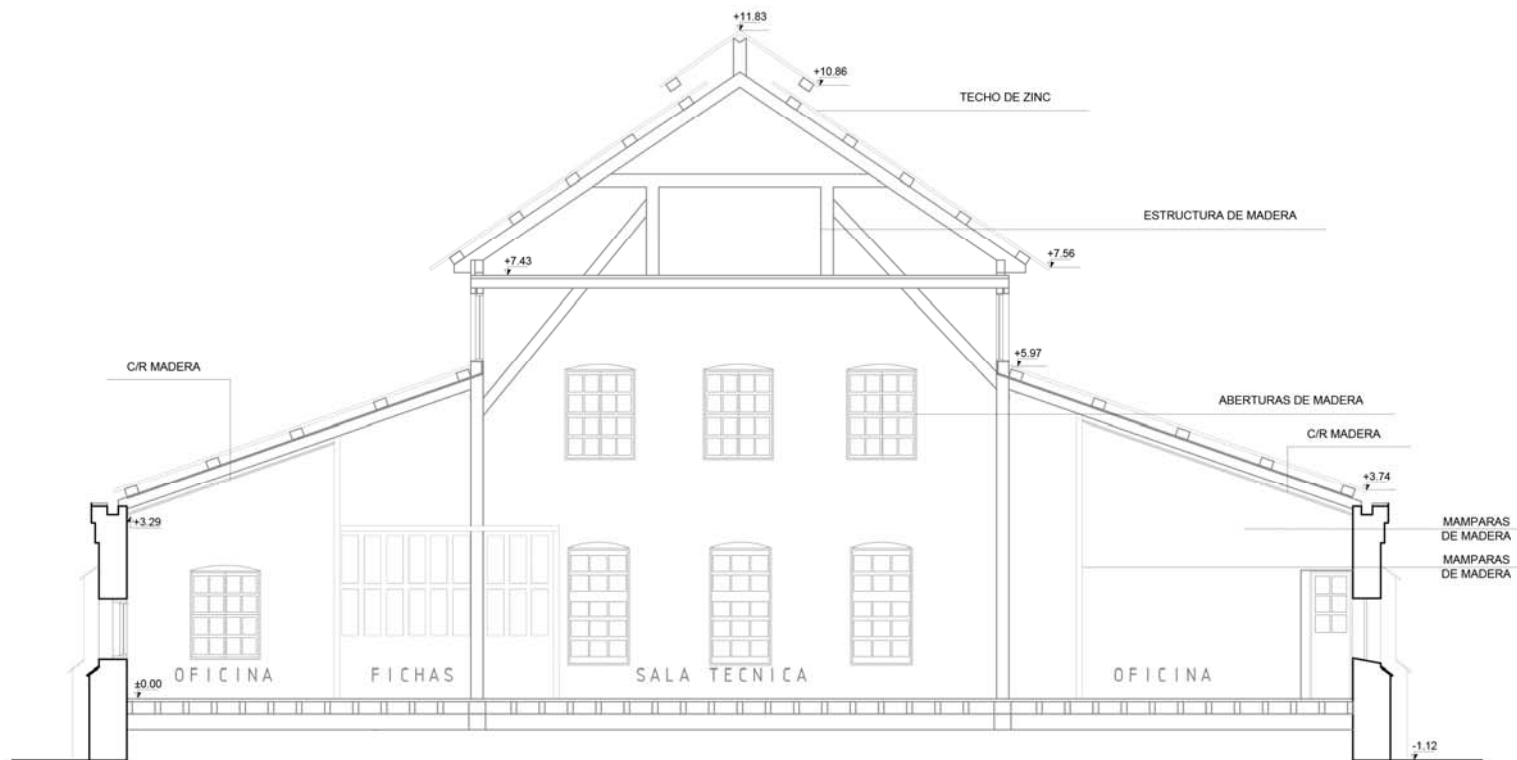 +11.83
+10.86
TECHO DE ZINC
ESTRUCTURA DE MADERA
+7.43
+7.56
+5.97
C/R MADERA
ABERTURAS DE MADERA
C/R MADERA
+3.74
+3.29
MAMPARAS
DE MADERA
MAMPARAS
DE MADERA
OFICINA
FICHAS
SALA TECNICA
OFICINA
±0.00
-1.12